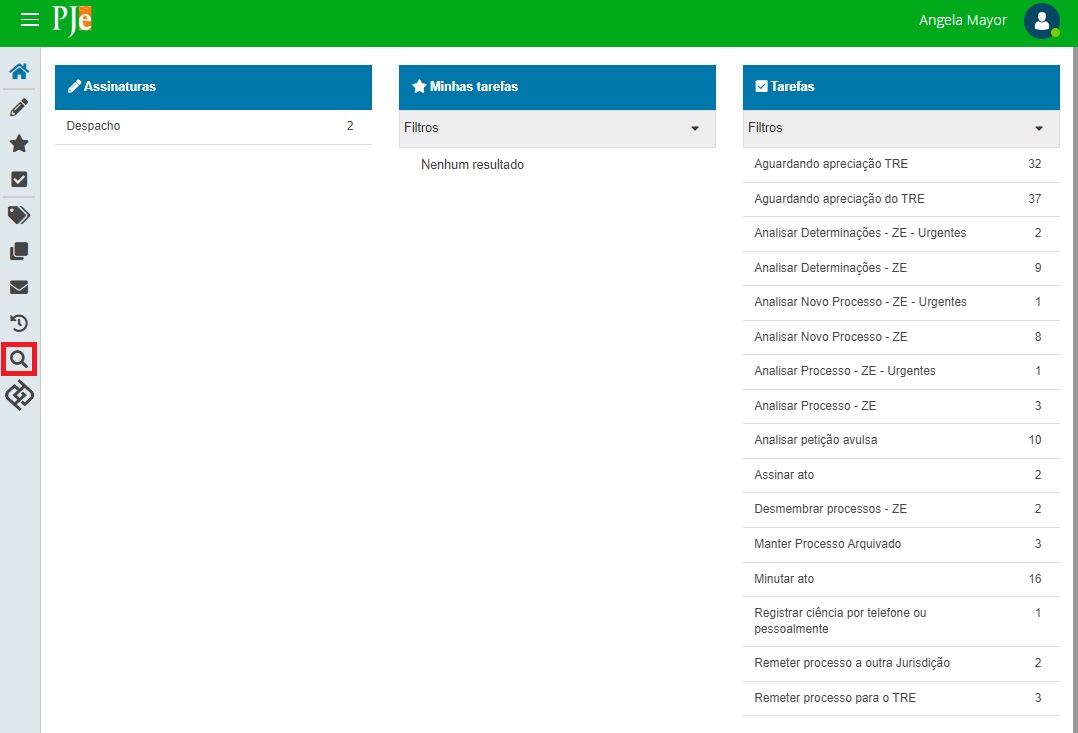 PJe
Angela Mayor
Assinaturas
Despacho 2
Minhas tarefas
Filtros
Nenhum resultado
Tarefas
Filtros
Aguardando apreciação TRE 32
Aguardando apreciação do TRE 37
Analisar Determinações - ZE - Urgentes 2
Analisar Determinações - ZE 9
Analisar Novo Processo - ZE - Urgentes 1
Analisar Novo Processo - ZE 8
Analisar Processo - ZE - Urgentes 1
Analisar Processo - ZE 3
Analisar petição avulsa 10
Assinar ato 2
Desmembrar processos - ZE 2
Manter Processo Arquivado 3
Minutar ato 16
Registrar ciência por telefone ou 1
pessoalmente
Remeter processo a outra Jurisdição 2
Remeter processo para o TRE 3